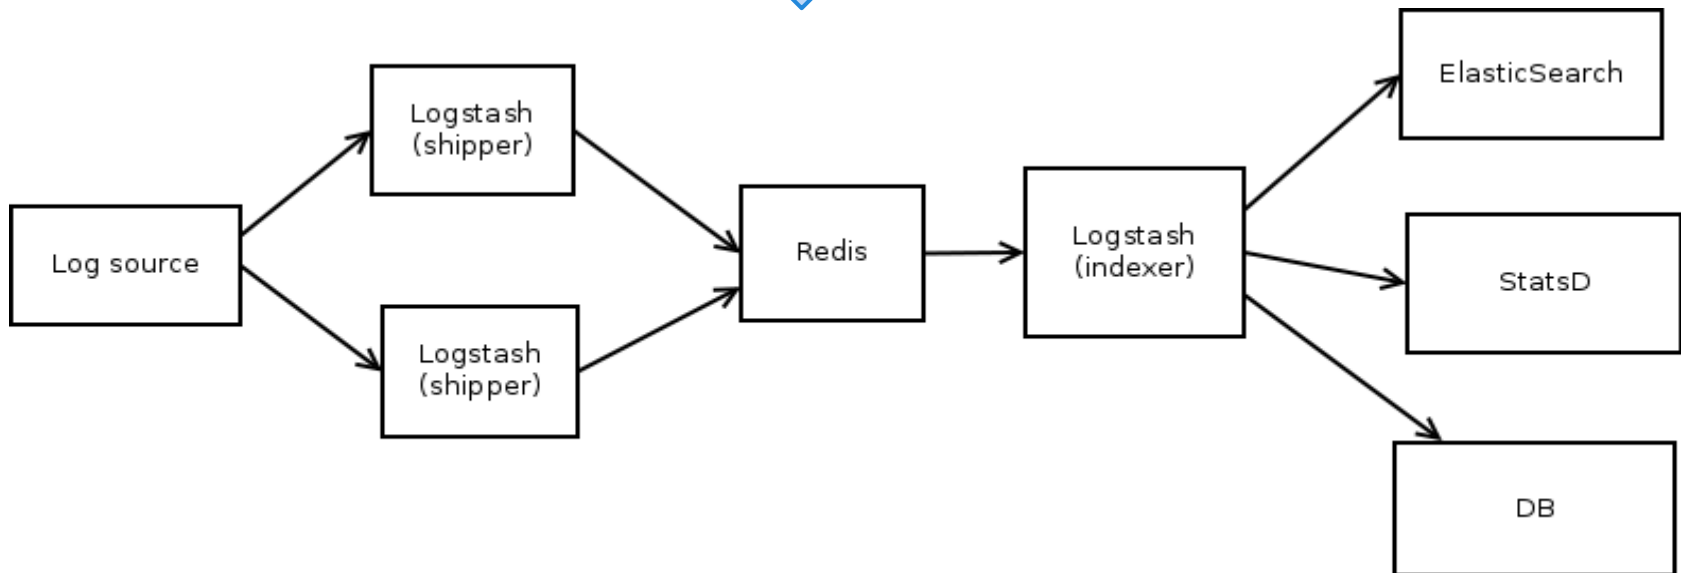 Log source
Logstash
(shipper)
Logstash
(shipper)
Redis
Logstash
(indexer)
ElasticSearch
StatsD
DB